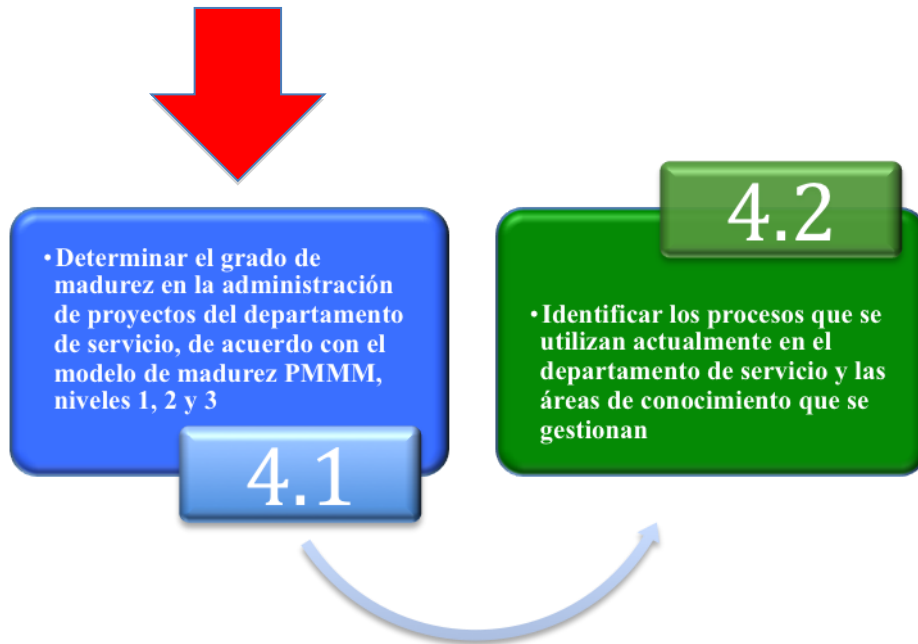 • Determinar el grado de
madurez en la administración
de proyectos del departamento
de servicio, de acuerdo con el
modelo de madurez PMMM,
niveles 1, 2 y 3
4.1
4.2
• Identificar los procesos que se
utilizan actualmente en el
departamento de servicio y las
áreas de conocimiento que se
gestionan